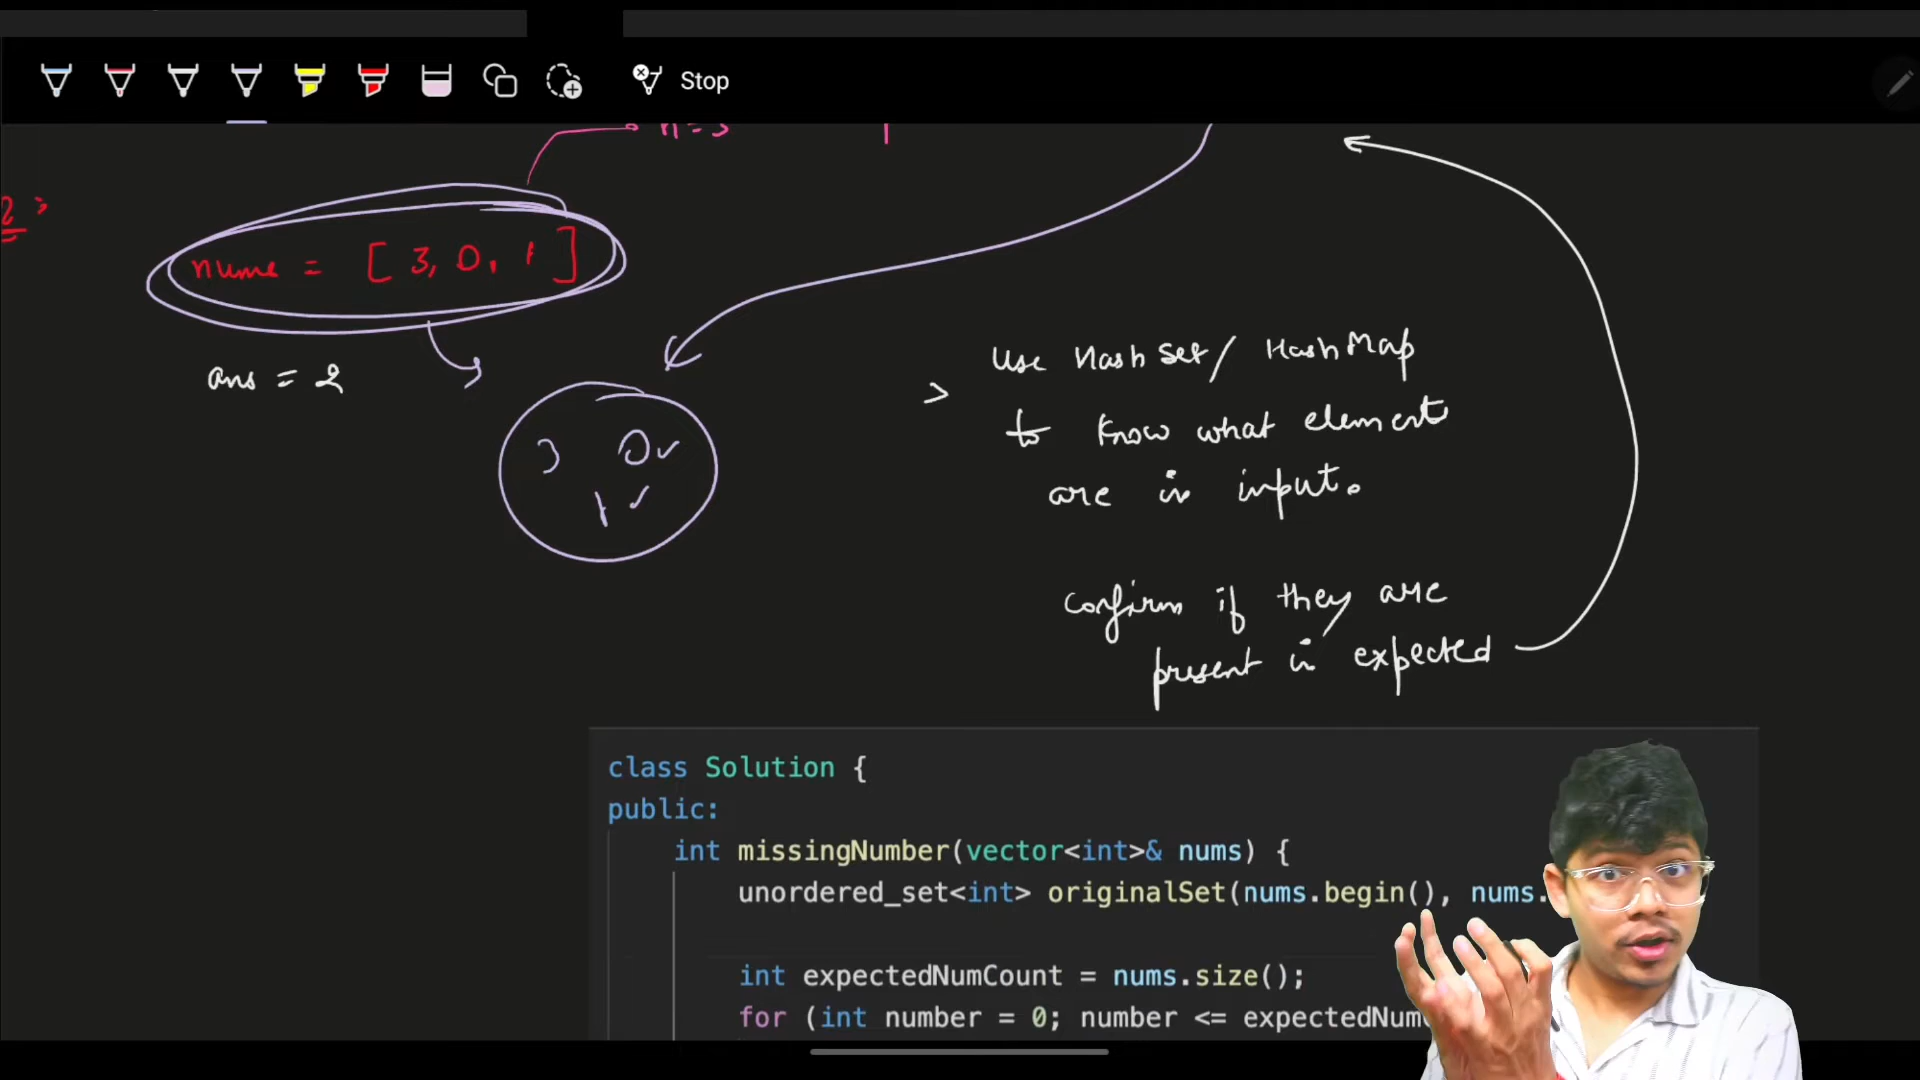 Stop
n=3
2 >
nums = [ 3, 0, 1 ]
ans = 2
3 0
1
> Use Hash Set/ HashMap
to know what element
are in input.
confirm if they are
present in expected
class Solution {
public:
int missingNumber(vector<int>& nums) {
unordered_set<int> originalSet(nums.begin(), nums.
int expectedNumCount = nums.size();
for (int number = 0; number <= expectedNum